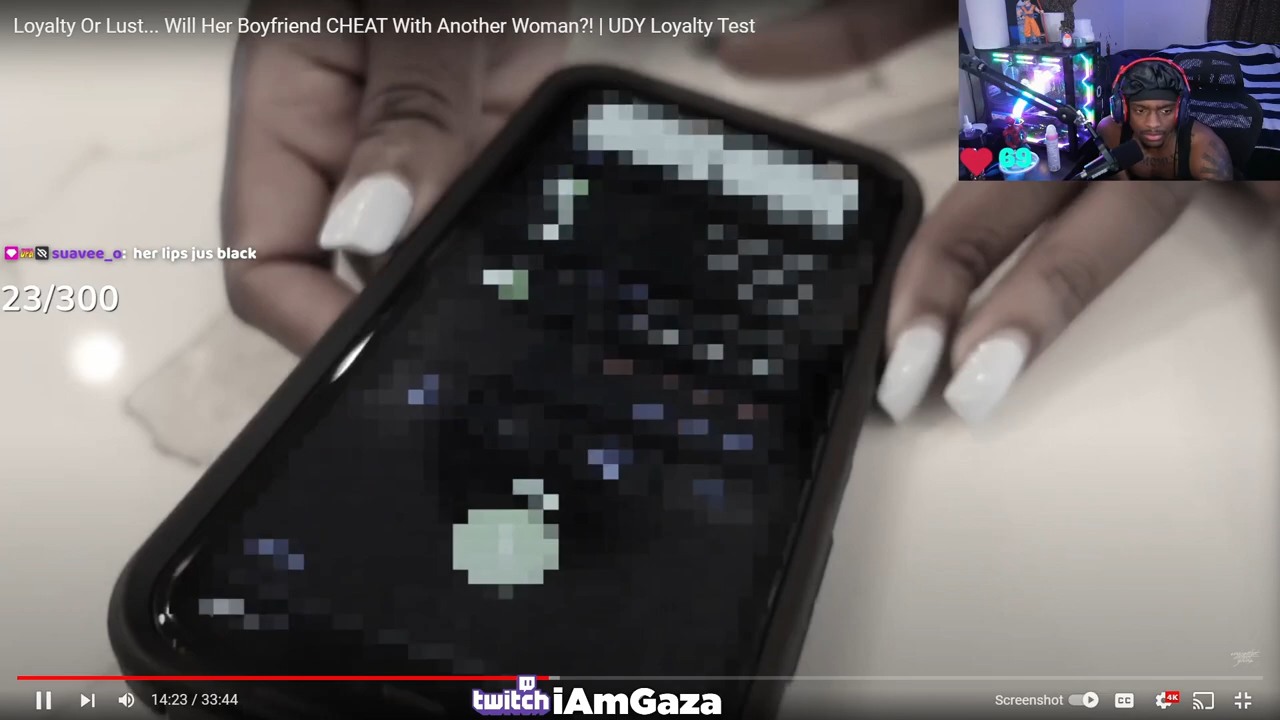 Loyalty Or Lust... Will Her Boyfriend CHEAT With Another Woman?! | UDY Loyalty Test
69
suavee_o: her lips jus black
23/300
14:23 / 33:44
twitch iAmGaza
Screenshot
CC
4K